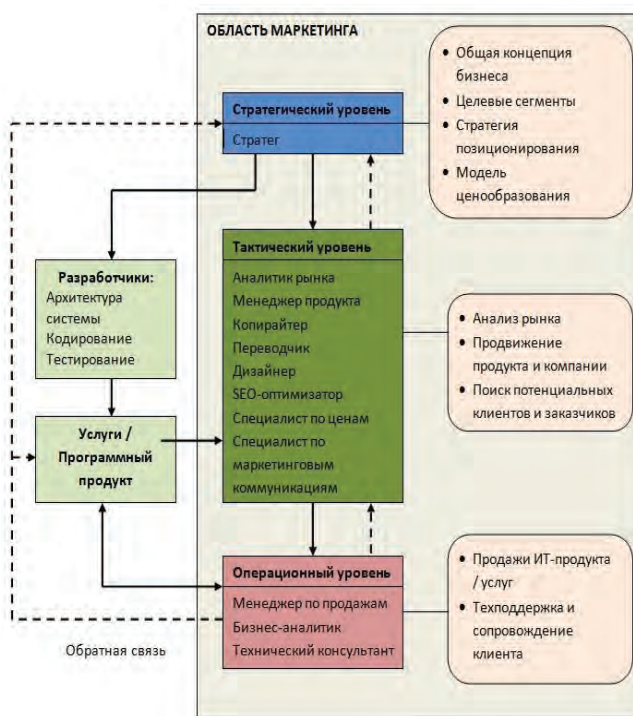 ОБЛАСТЬ МАРКЕТИНГА
Стратегический уровень
Стратег
• Общая концепция
бизнеса
• Целевые сегменты
• Стратегия
позиционирования
• Модель
ценообразования
Разработчики:
Архитектура
системы
Кодирование
Тестирование
Услуги /
Программный
продукт
Тактический уровень
Аналитик рынка
Менеджер продукта
Копирайтер
Переводчик
Дизайнер
SEO-оптимизатор
Специалист по ценам
Специалист по
маркетинговым
коммуникациям
• Анализ рынка
• Продвижение
продукта и компании
• Поиск потенциальных
клиентов и заказчиков
Операционный уровень
Менеджер по продажам
Бизнес-аналитик
Технический консультант
• Продажи ИТ-продукта
/ услуг
• Техподдержка и
сопровождение
клиента
Обратная связь